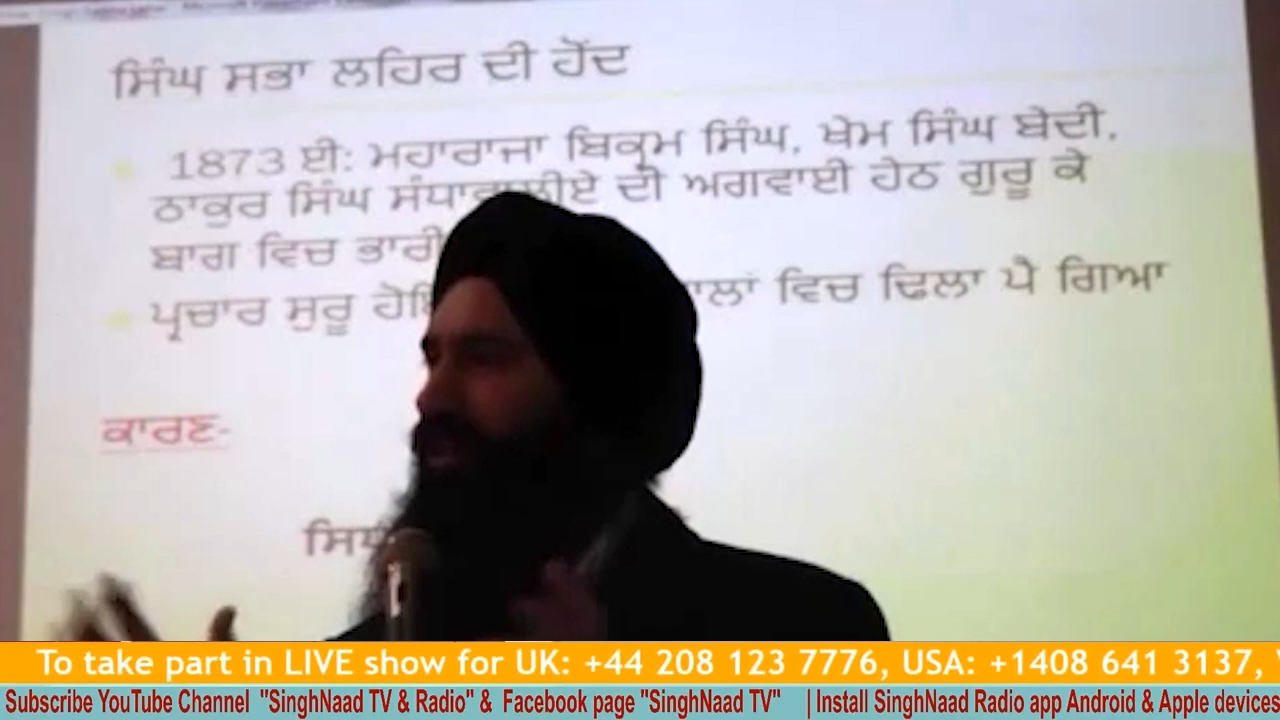 ਸਿੰਘ ਸਭਾ ਲਹਿਰ ਦੀ ਹੋਂਦ
1873 ਈ: ਮਹਾਰਾਜਾ ਬਿਕ੍ਰਮ ਸਿੰਘ. ਖੇਮ ਸਿੰਘ ਬੇਦੀ.
ਠਾਕੁਰ ਸਿੰਘ ਦੀ ਅਗਵਾਈ ਹੇਠ ਗੁਰੂ ਕੇ
ਬਾਗ ਵਿਚ ਭਾਰੀ
ਪ੍ਰਚਾਰ ਸੁਰੂ ਵਿਚ ਢਿਲਾ ਪੈ ਗਿਆ
ਕਾਰਣ-
To take part in LIVE show for UK: +44 208 123 7776, USA: +1408 641 3137,
Subscribe YouTube Channel "SinghNaad TV & Radio" & Facebook page "SinghNaad TV" | Install SinghNaad Radio app Android & Apple devices